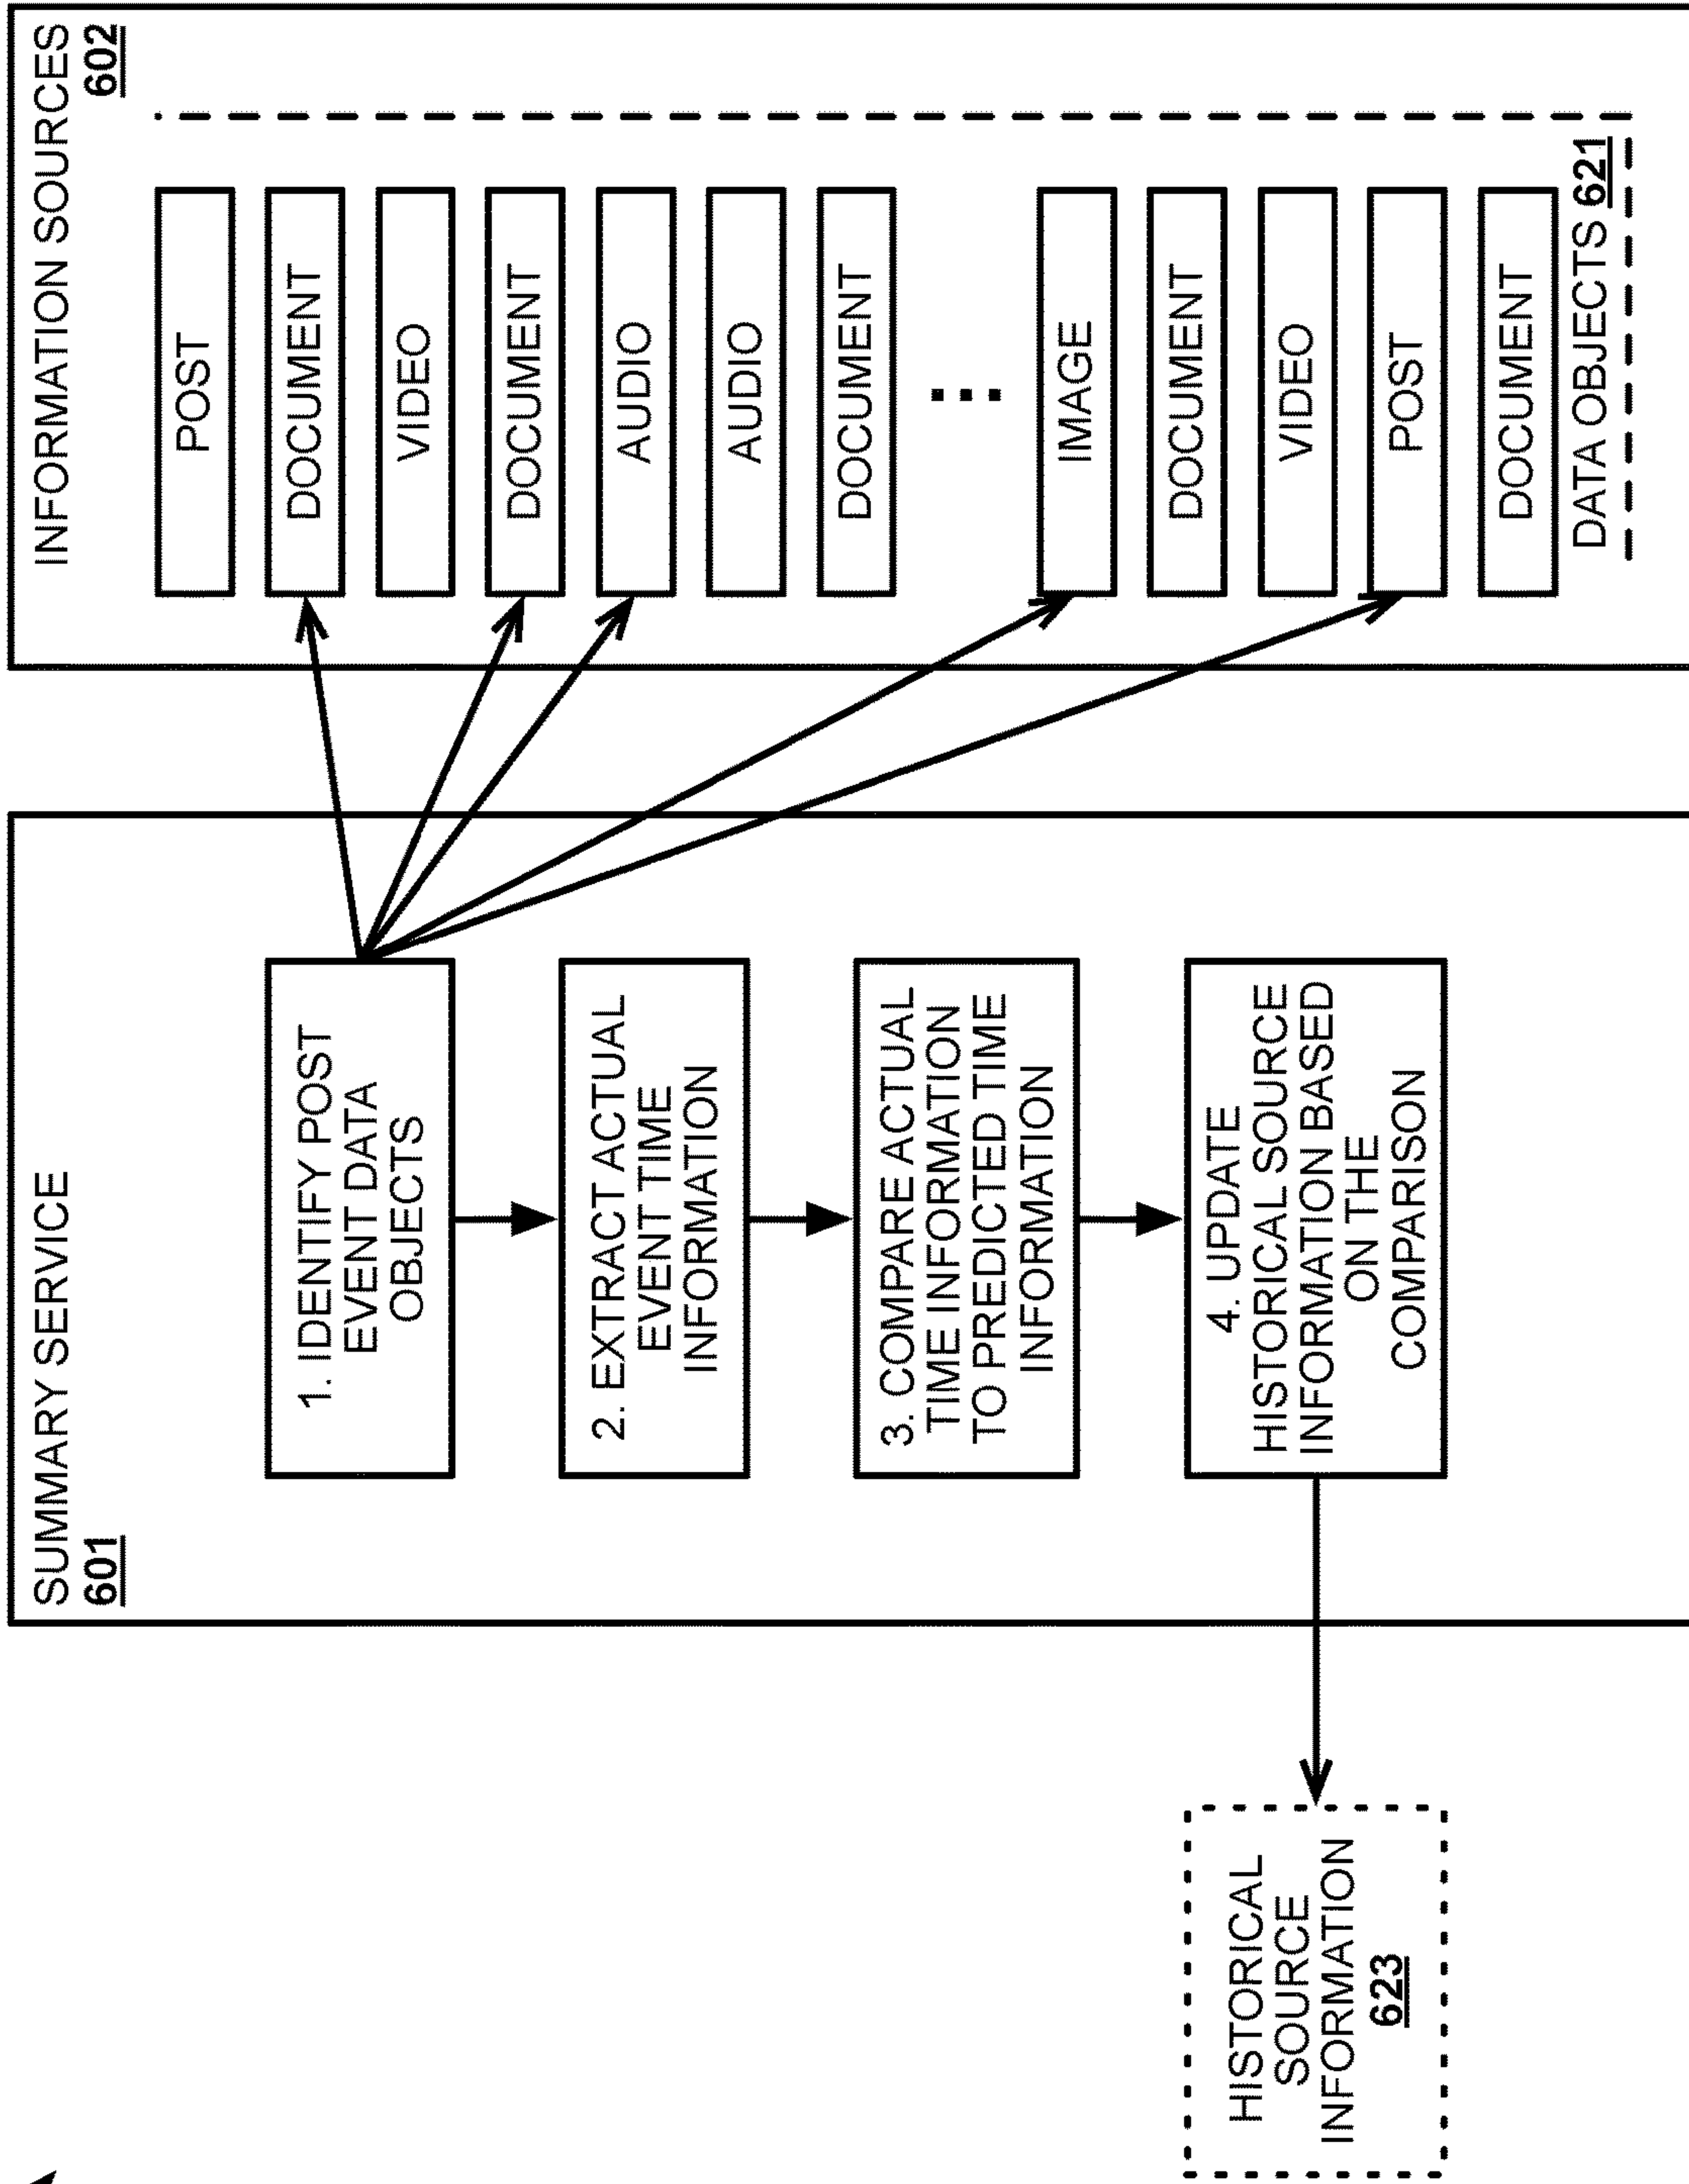 SUMMARY SERVICE
601
1. IDENTIFY POST
EVENT DATA
OBJECTS
2. EXTRACT ACTUAL
EVENT TIME
INFORMATION
3. COMPARE ACTUAL
TIME INFORMATION
TO PREDICTED TIME
INFORMATION
4. UPDATE
HISTORICAL SOURCE
INFORMATION BASED
ON THE
COMPARISON
HISTORICAL
SOURCE
INFORMATION
623
INFORMATION SOURCES
602
POST
DOCUMENT
VIDEO
DOCUMENT
AUDIO
AUDIO
DOCUMENT
...
IMAGE
DOCUMENT
VIDEO
POST
DOCUMENT
DATA OBJECTS 621